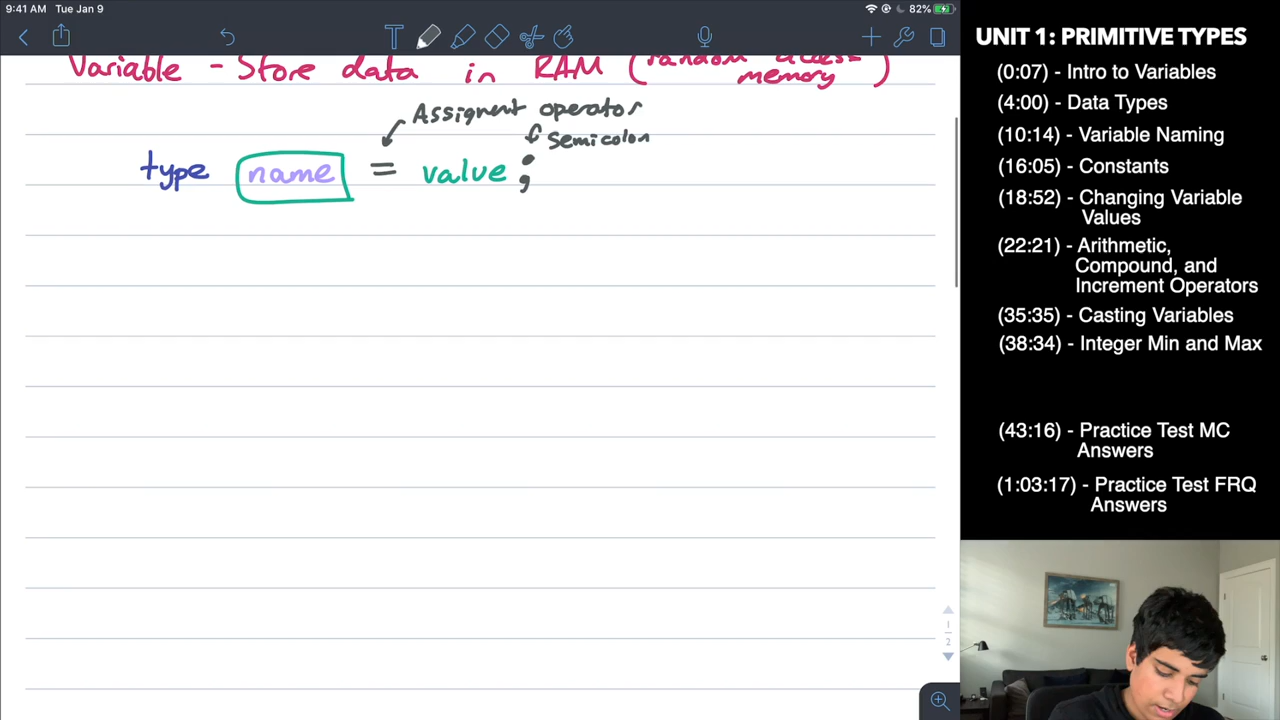 9:41 AM Tue Jan 9
82%
Variable - Store data in RAM (random access memory)
Assignent operator
Semicolon
type name = value ;
1
2
UNIT 1: PRIMITIVE TYPES
(0:07) - Intro to Variables
(4:00) - Data Types
(10:14) - Variable Naming
(16:05) - Constants
(18:52) - Changing Variable
Values
(22:21) - Arithmetic,
Compound, and
Increment Operators
(35:35) - Casting Variables
(38:34) - Integer Min and Max
(43:16) - Practice Test MC
Answers
(1:03:17) - Practice Test FRQ
Answers